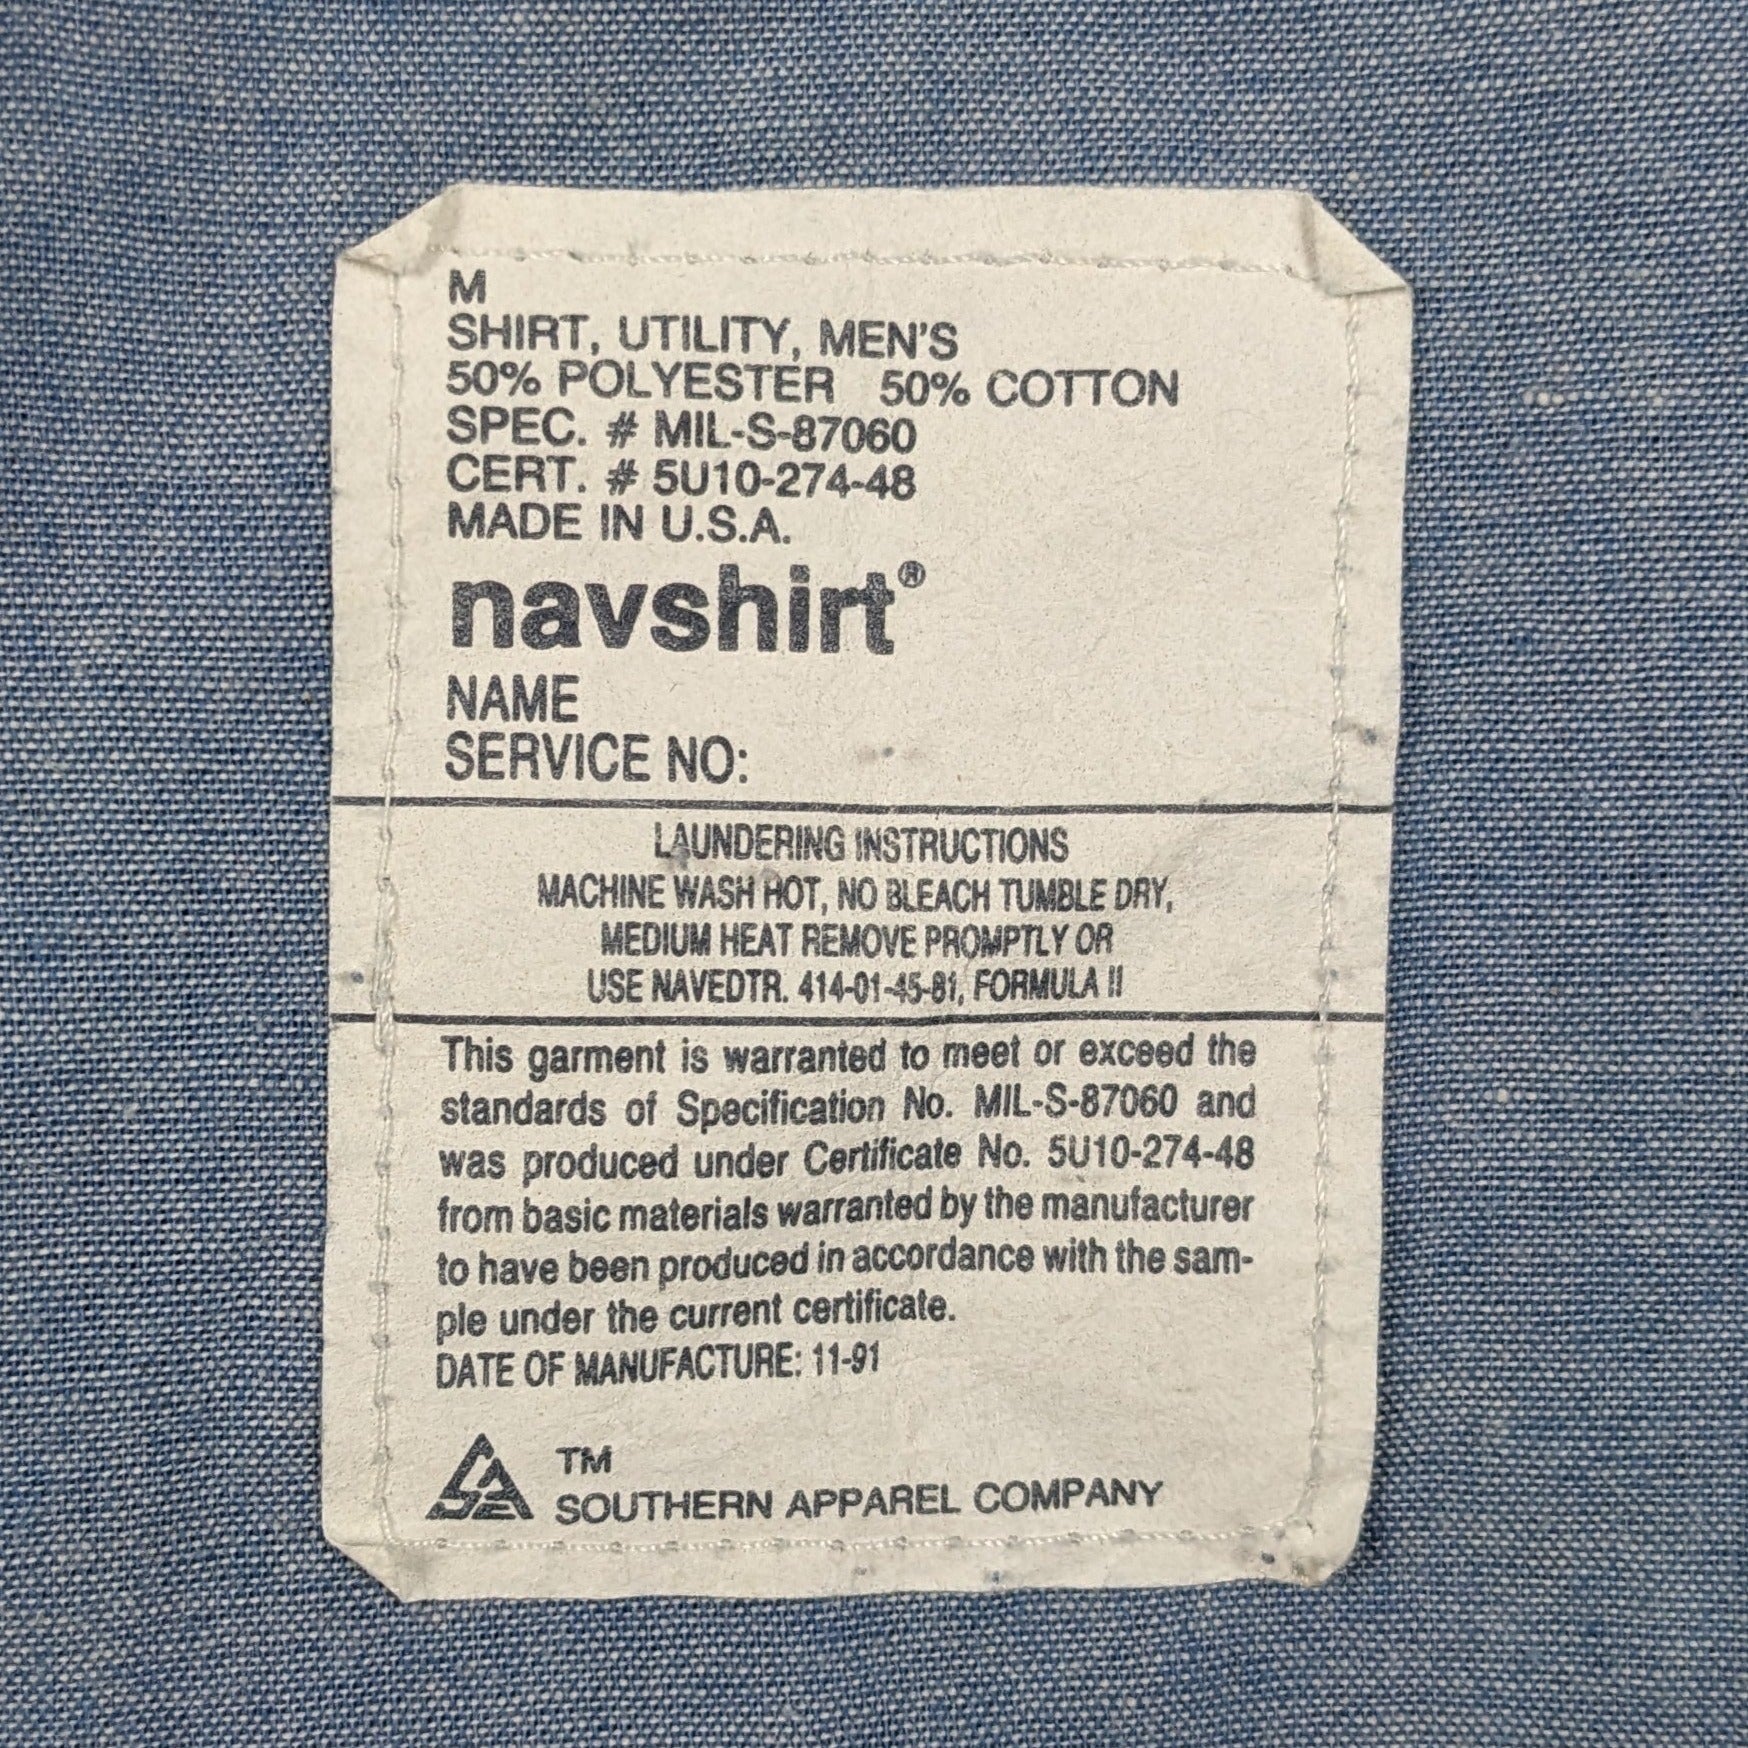 M
SHIRT, UTILITY, MEN'S
50% POLYESTER 50% COTTON
SPEC. # MIL-S-87060
CERT. # 5U10-274-48
MADE IN U.S.A.
navshirt®
NAME
SERVICE NO:
LAUNDERING INSTRUCTIONS
MACHINE WASH HOT, NO BLEACH TUMBLE DRY,
MEDIUM HEAT REMOVE PROMPTLY OR
USE NAVEDTR. 414-01-45-81, FORMULA II
This garment is warranted to meet or exceed the
standards of Specification No. MIL-S-87060 and
was produced under Certificate No. 5U10-274-48
from basic materials warranted by the manufacturer
to have been produced in accordance with the sam-
ple under the current certificate.
DATE OF MANUFACTURE: 11-91
TM
SOUTHERN APPAREL COMPANY